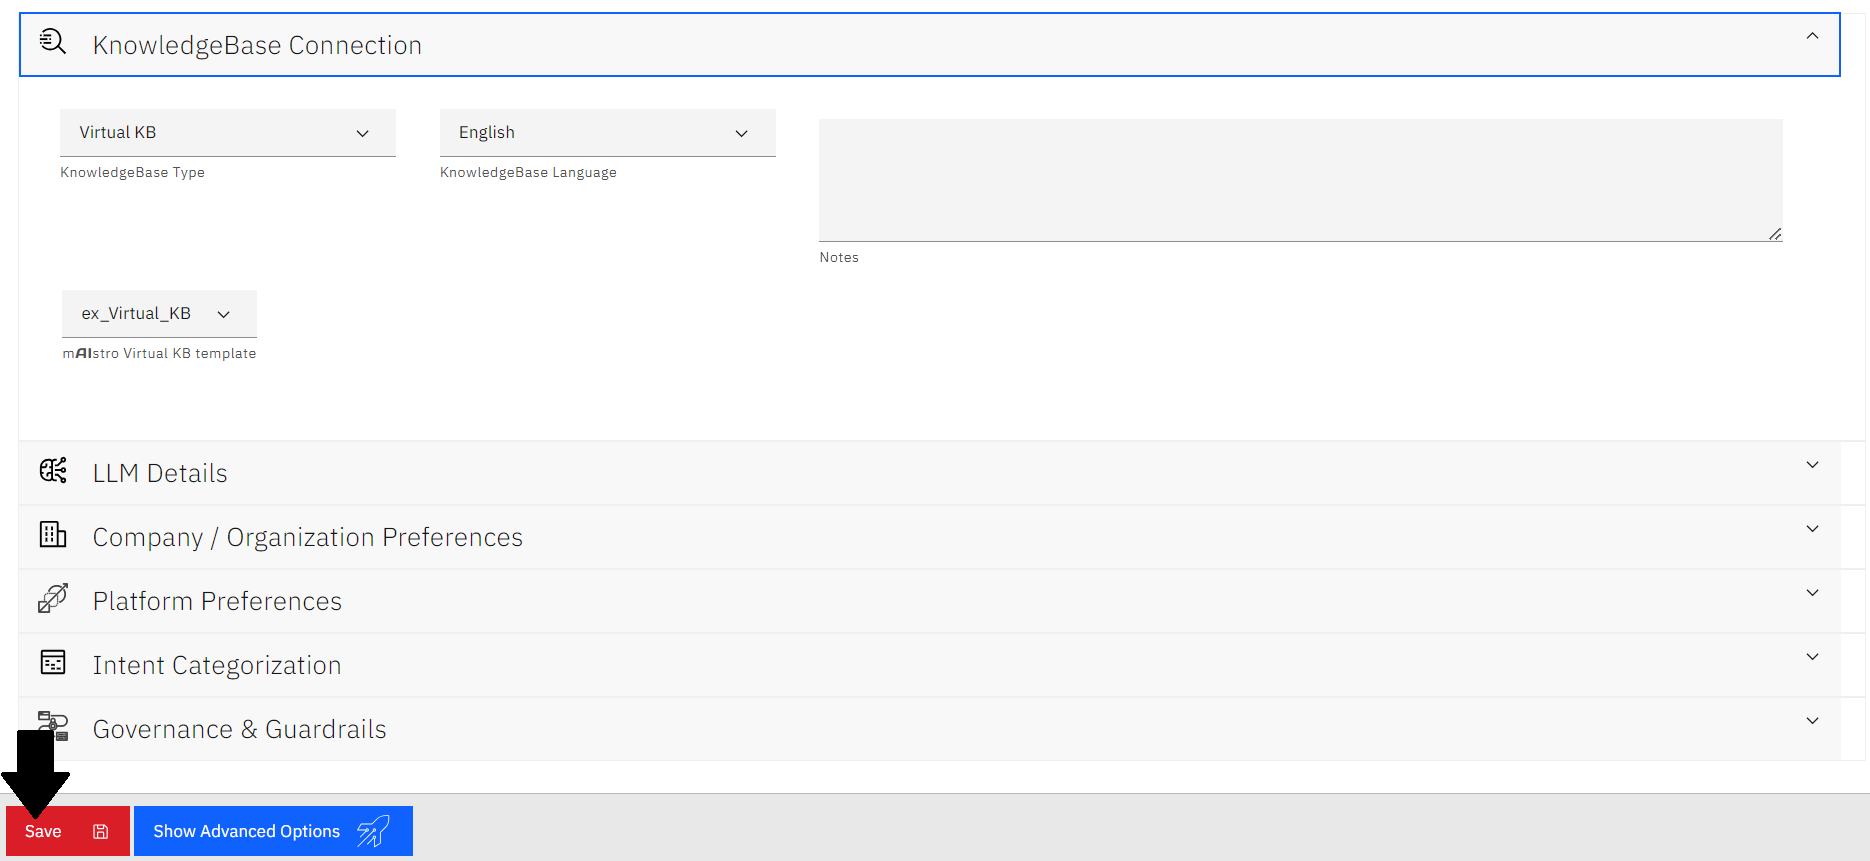 KnowledgeBase Connection
Virtual KB
English
KnowledgeBase Type
KnowledgeBase Language
Notes
ex_Virtual_KB
mAIstro Virtual KB template
LLM Details
Company / Organization Preferences
Platform Preferences
Intent Categorization
Governance & Guardrails
Save
Show Advanced Options